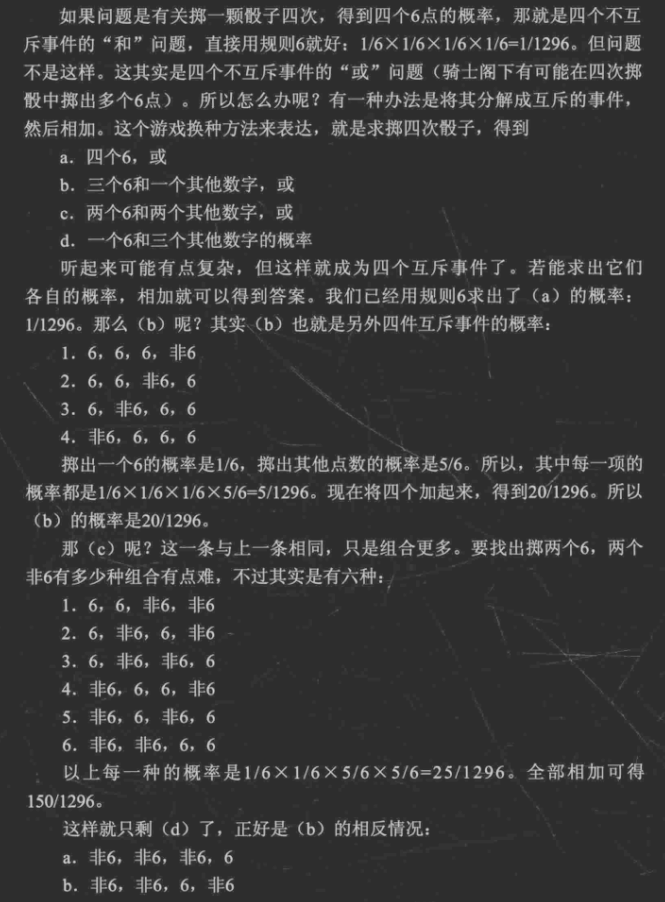 如果问题是有关掷一颗骰子四次，得到四个6点的概率，那就是四个不互
斥事件的“和”问题，直接用规则6就好：1/6×1/6×1/6×1/6=1/1296。但问题
不是这样。这其实是四个不互斥事件的“或”问题（骑士阁下有可能在四次掷
骰中掷出多个6点）。所以怎么办呢？有一种办法是将其分解成互斥的事件，
然后相加。这个游戏换种方法来表达，就是求掷四次骰子，得到
a．四个6，或
b．三个6和一个其他数字，或
c．两个6和两个其他数字，或
d．一个6和三个其他数字的概率
听起来可能有点复杂，但这样就成为四个互斥事件了。若能求出它们
各自的概率，相加就可以得到答案。我们已经用规则6求出了（a）的概率：
1/1296。那么（b）呢？其实（b）也就是另外四件互斥事件的概率：
1．6，6，6，非6
2．6，6，非6，6
3．6，非6，6，6
4．非6，6，6，6
掷出一个6的概率是1/6，掷出其他点数的概率是5/6。所以，其中每一项的
概率都是1/6×1/6×1/6×5/6=5/1296。现在将四个加起来，得到20/1296。所以
（b）的概率是20/1296。
那（c）呢？这一条与上一条相同，只是组合更多。要找出掷两个6，两个
非6有多少种组合有点难，不过其实是有六种：
1．6，6，非6，非6
2．6，非6，6，非6
3．6，非6，非6，6
4．非6，6，6，非6
5．非6，6，非6，6
6．非6，非6，6，6
以上每一种的概率是1/6×1/6×5/6×5/6=25/1296。全部相加可得
150/1296。
这样就只剩（d）了，正好是（b）的相反情况：
a．非6，非6，非6，6
b．非6，非6，6，非6